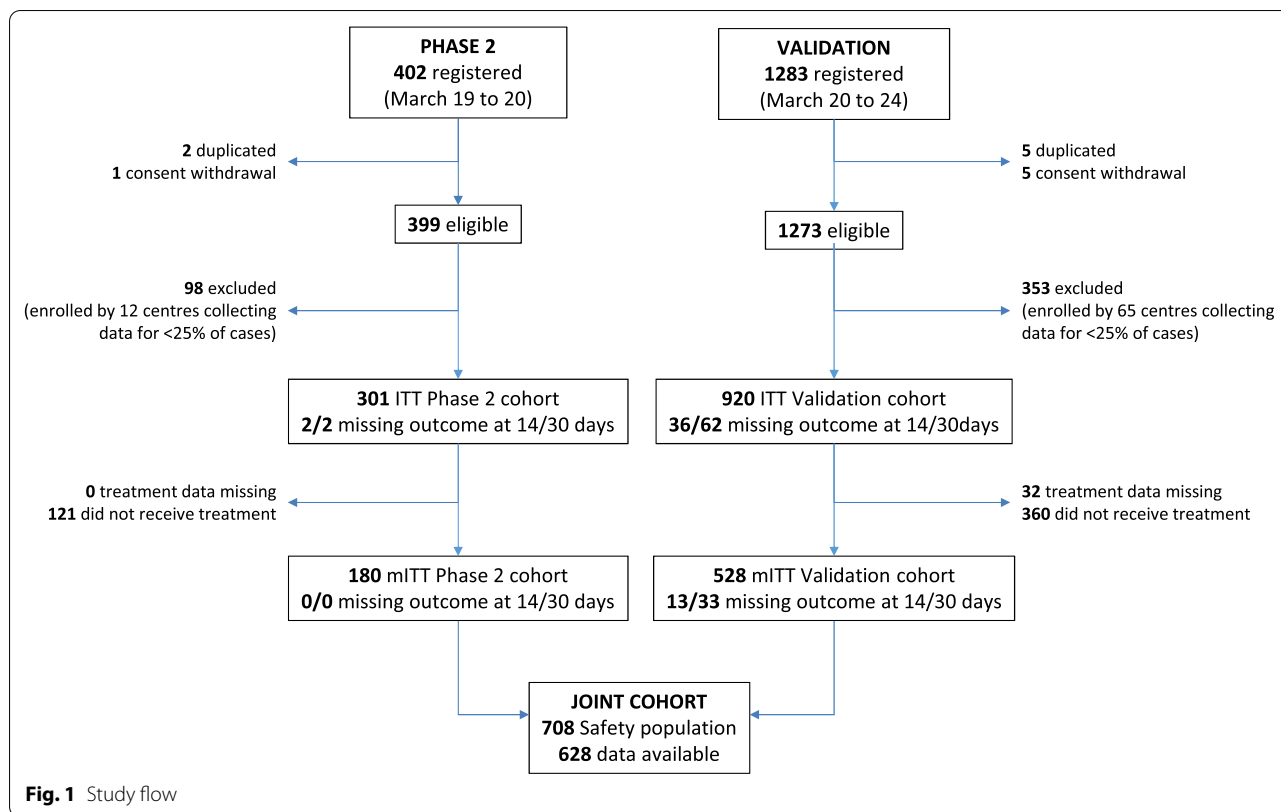 PHASE 2
402 registered
(March 19 to 20)
VALIDATION
1283 registered
(March 20 to 24)
2 duplicated
1 consent withdrawal
5 duplicated
5 consent withdrawal
399 eligible
1273 eligible
98 excluded
(enrolled by 12 centres collecting
data for <25% of cases)
353 excluded
(enrolled by 65 centres collecting
data for <25% of cases)
301 ITT Phase 2 cohort
2/2 missing outcome at 14/30 days
920 ITT Validation cohort
36/62 missing outcome at 14/30days
0 treatment data missing
121 did not receive treatment
32 treatment data missing
360 did not receive treatment
180 mITT Phase 2 cohort
0/0 missing outcome at 14/30 days
528 mITT Validation cohort
13/33 missing outcome at 14/30 days
JOINT COHORT
708 Safety population
628 data available
Fig. 1 Study flow